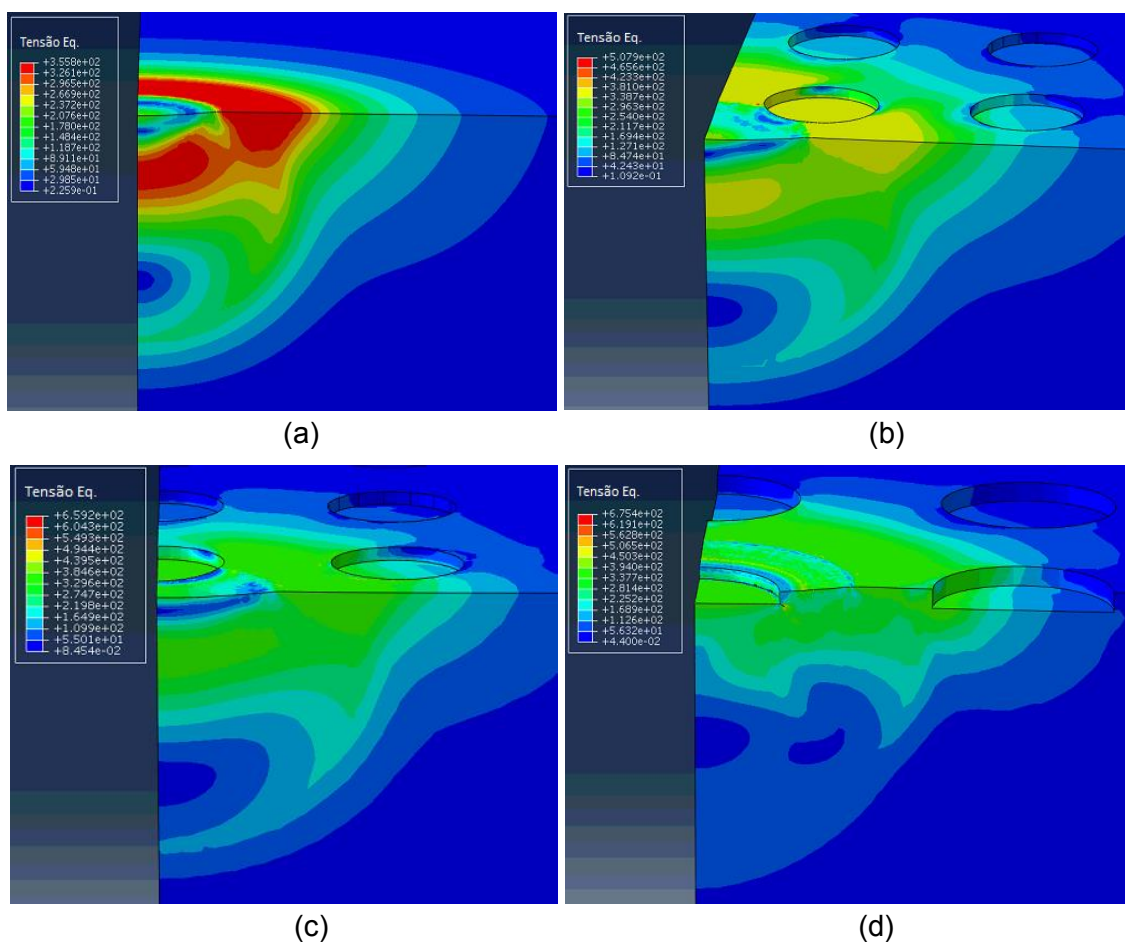 Tensão Eq.
+3.558e+02
+3.261e+02
+2.965e+02
+2.669e+02
+2.372e+02
+2.076e+02
+1.780e+02
+1.484e+02
+1.187e+02
+8.911e+01
+5.948e+01
+2.985e+01
+2.259e-01
(a)
Tensão Eq.
+5.079e+02
+4.656e+02
+4.233e+02
+3.810e+02
+3.387e+02
+2.963e+02
+2.540e+02
+2.117e+02
+1.694e+02
+1.271e+02
+8.474e+01
+4.243e+01
+1.092e-01
(b)
Tensão Eq.
+6.592e+02
+6.043e+02
+5.493e+02
+4.944e+02
+4.395e+02
+3.846e+02
+3.296e+02
+2.747e+02
+2.198e+02
+1.649e+02
+1.099e+02
+5.501e+01
+8.454e-02
(c)
Tensão Eq.
+6.754e+02
+6.191e+02
+5.628e+02
+5.065e+02
+4.503e+02
+3.940e+02
+3.377e+02
+2.814e+02
+2.252e+02
+1.689e+02
+1.126e+02
+5.632e+01
+4.400e-02
(d)